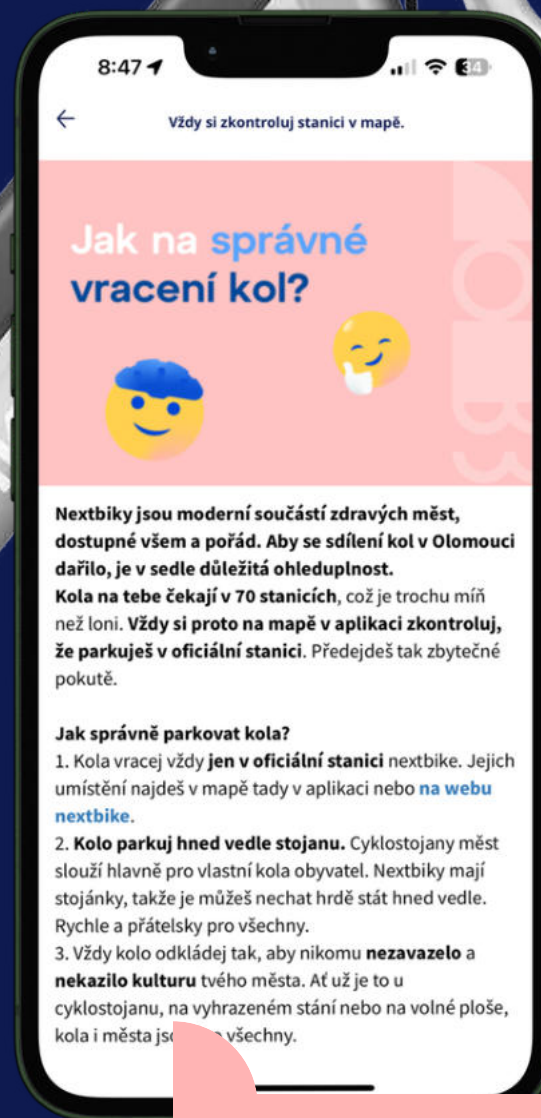 8:47
34
Vždy si zkontroluj stanici v mapě.
Jak na správné
vracení kol?
Nextbiky jsou moderní součástí zdravých měst,
dostupné všem a pořád. Aby se sdílení kol v Olomouci
dařilo, je v sedle důležitá ohleduplnost.
Kola na tebe čekají v 70 stanicích, což je trochu míň
než loni. Vždy si proto na mapě v aplikaci zkontroluj,
že parkuješ v oficiální stanici. Předejdeš tak zbytečné
pokutě.
Jak správně parkovat kola?
1. Kola vracej vždy jen v oficiální stanici nextbike. Jejich
umístění najdeš v mapě tady v aplikaci nebo na webu
nextbike.
2. Kolo parkuj hned vedle stojanu. Cyklostojany měst
slouží hlavně pro vlastní kola obyvatel. Nextbiky mají
stojánky, takže je můžeš nechat hrdě stát hned vedle.
Rychle a přátelsky pro všechny.
3. Vždy kolo odkládej tak, aby nikomu nezavazelo a
nekazilo kulturu tvého města. Ať už je to u
cyklostojanu, na vyhrazeném stání nebo na volné ploše,
kola i města všechny.